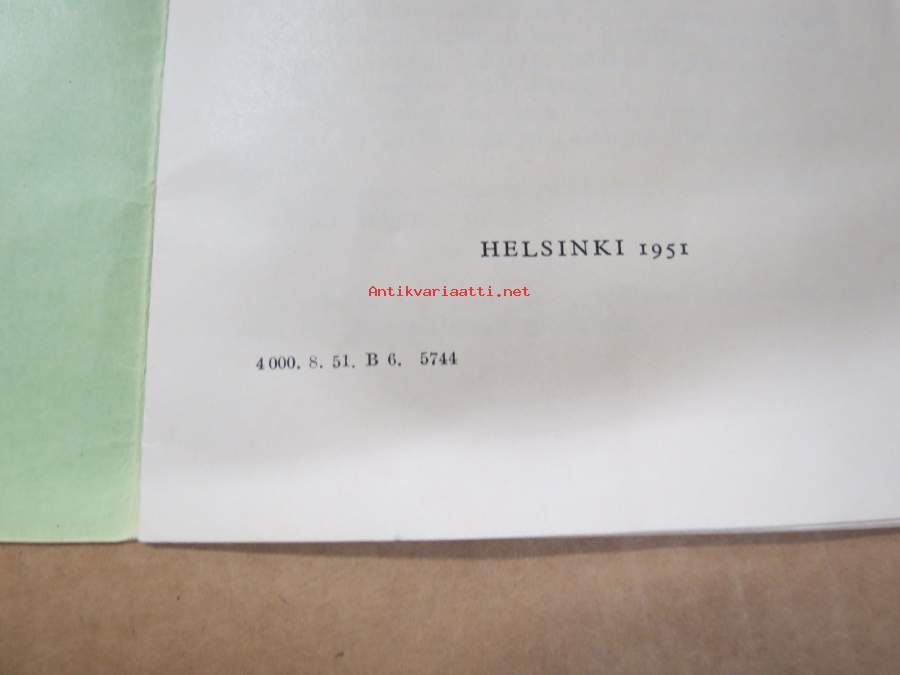 HELSINKI 1951
Antikvariaatti.net
4 000. 8. 51. B 6. 5744